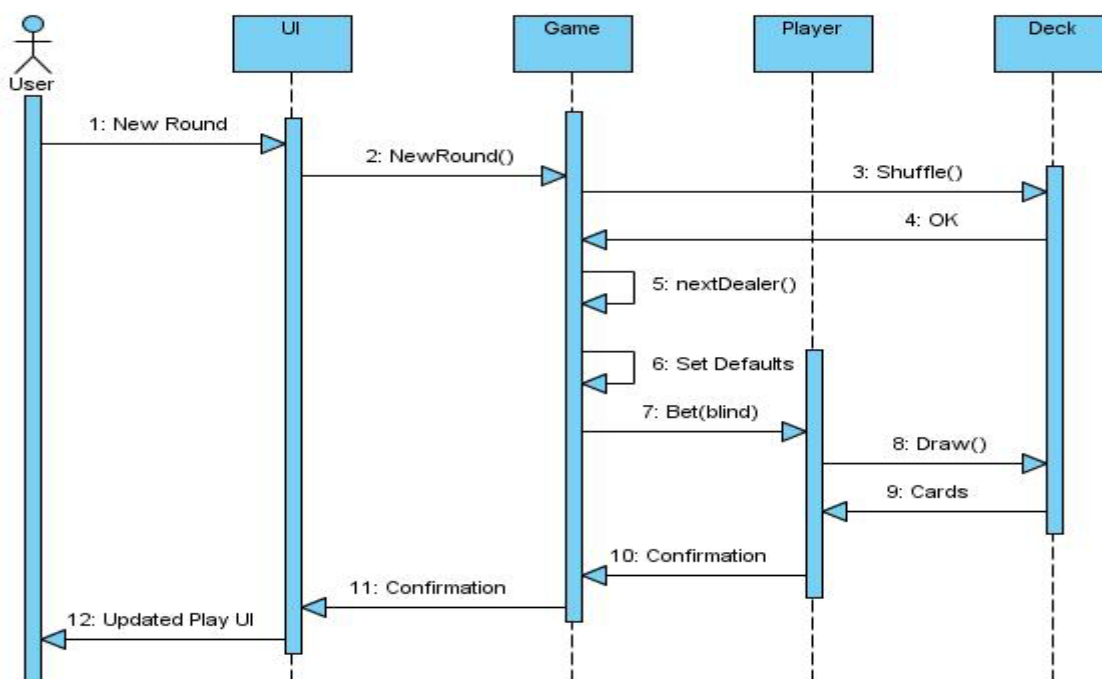 UI
Game
Player
Deck
User
1: New Round
2: NewRound()
3: Shuffle()
4: OK
5: nextDealer()
6: Set Defaults
7: Bet(blind)
8: Draw()
9: Cards
10: Confirmation
11: Confirmation
12: Updated Play UI